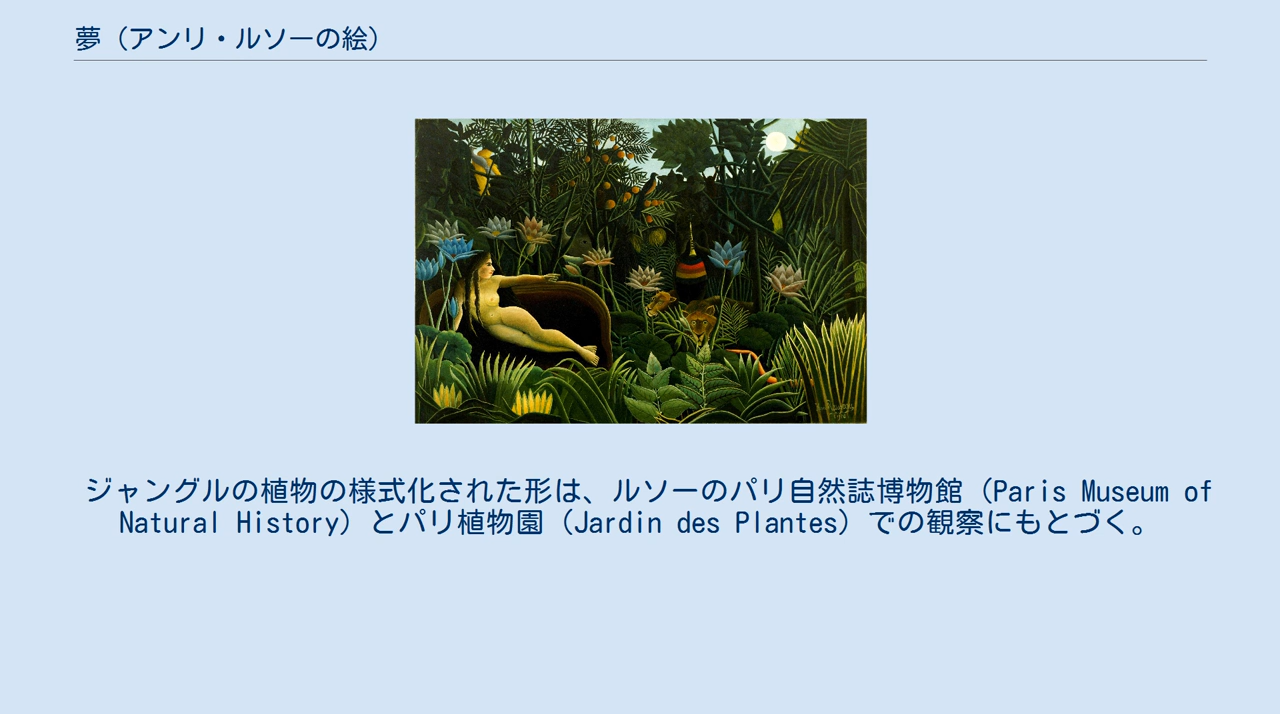 夢（アンリ・ルソーの絵）
ジャングルの植物の様式化された形は、ルソーのパリ自然誌博物館（Paris Museum of
Natural History）とパリ植物園（Jardin des Plantes）での観察にもとづく。